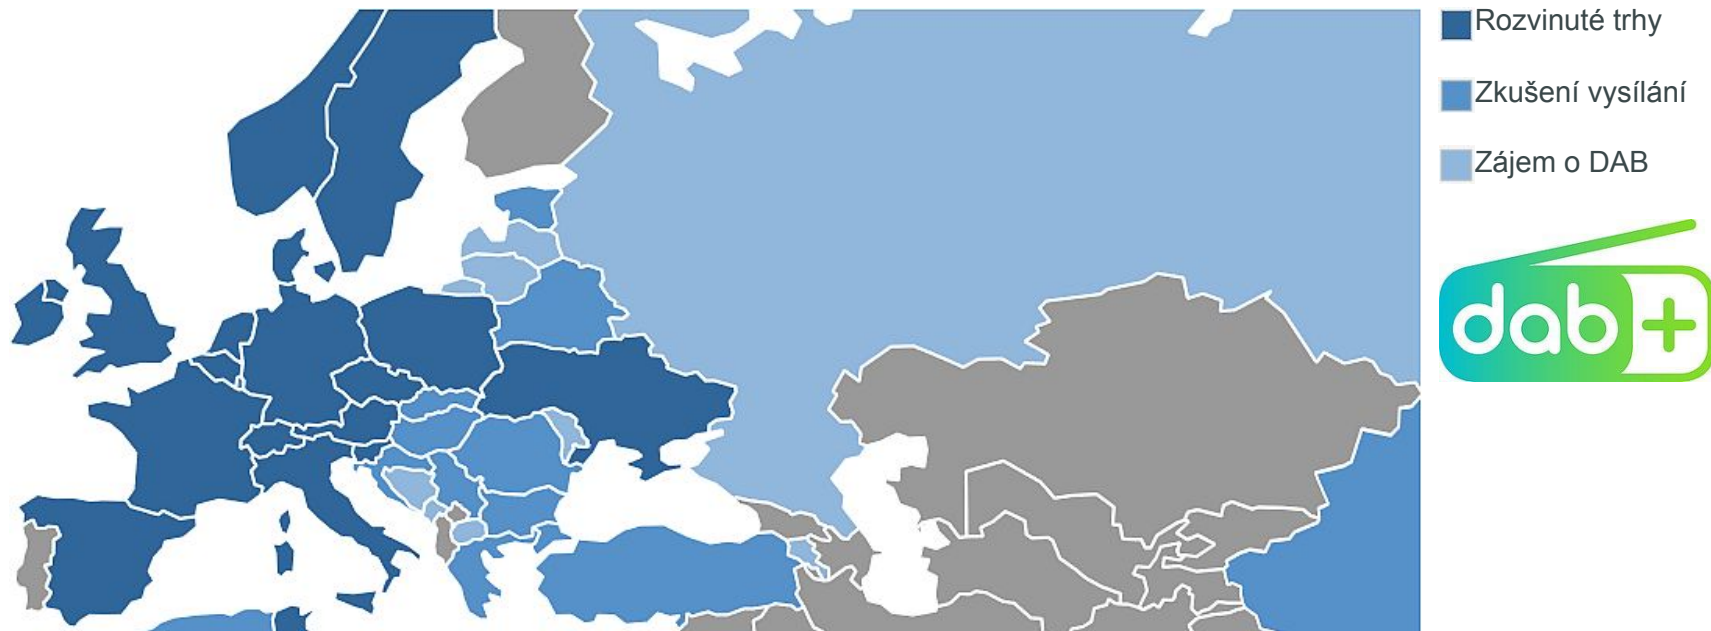 Rozvinuté trhy
Zkušení vysílání
Zájem o DAB
dab+